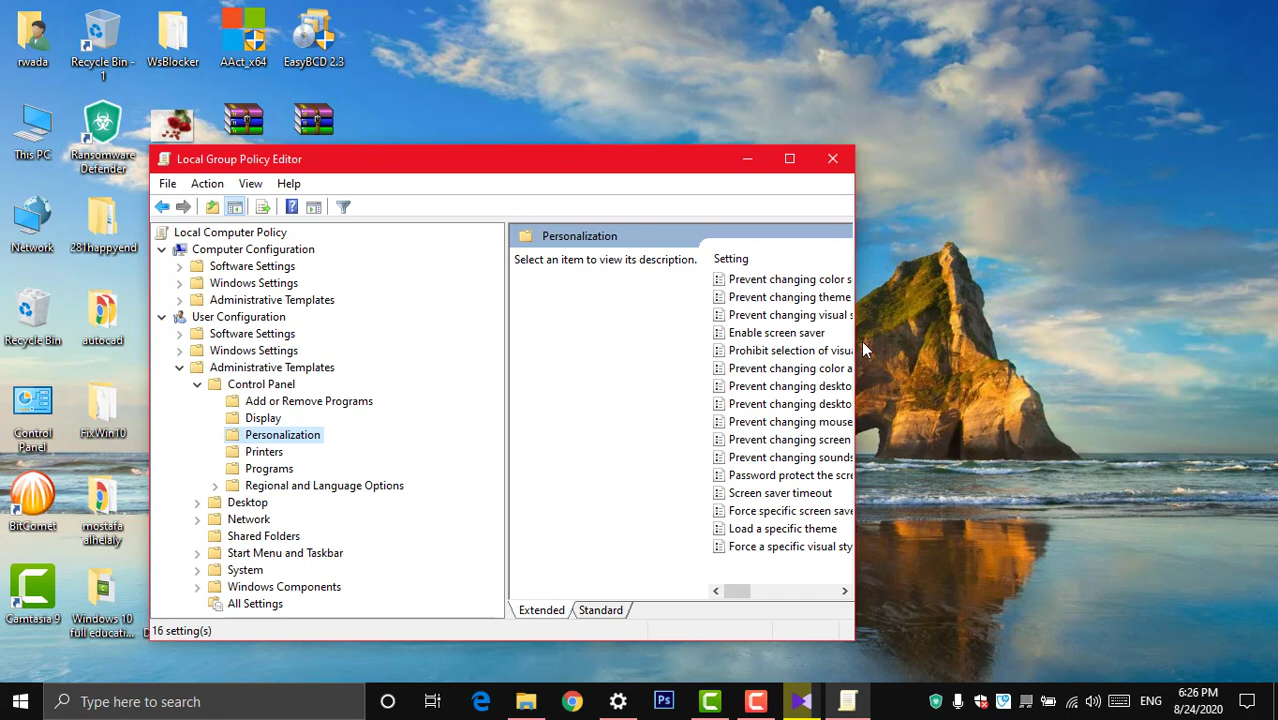 rwada
Recycle Bin -
1
WsBlocker
AAct_x64
EasyBCD 2.3
This PC
Ransomware
Defender
Network
281happyend
Recycle Bin
autocad
Control
Panel
FixWin10
BitComet
mostafa
alhelaly
Camtasia 9
Windows 10
full educati...
Local Group Policy Editor
File Action View Help
Local Computer Policy
Computer Configuration
Software Settings
Windows Settings
Administrative Templates
User Configuration
Software Settings
Windows Settings
Administrative Templates
Control Panel
Add or Remove Programs
Display
Personalization
Printers
Programs
Regional and Language Options
Desktop
Network
Shared Folders
Start Menu and Taskbar
System
Windows Components
All Settings
Personalization
Select an item to view its description.
Setting
Prevent changing color s
Prevent changing theme
Prevent changing visual s
Enable screen saver
Prohibit selection of visua
Prevent changing color a
Prevent changing deskto
Prevent changing deskto
Prevent changing mouse
Prevent changing screen
Prevent changing sounds
Password protect the scre
Screen saver timeout
Force specific screen save
Load a specific theme
Force a specific visual sty
Extended Standard
16 setting(s)
Type here to search
Ps
ENG
6:26 PM
8/24/2020